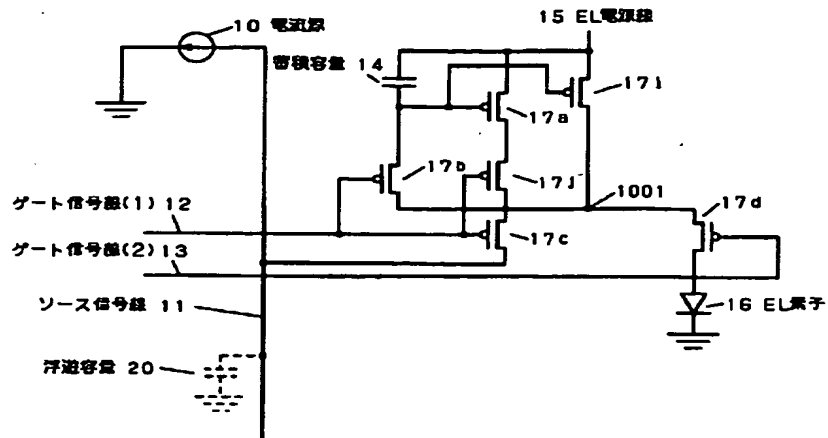 10 電流源
15 EL電源線
蓄積容量 14
17i
17a
17b
17j
1001
17d
ゲート信号線(1) 12
17c
ゲート信号線(2) 13
ソース信号線 11
16 EL素子
浮遊容量 20